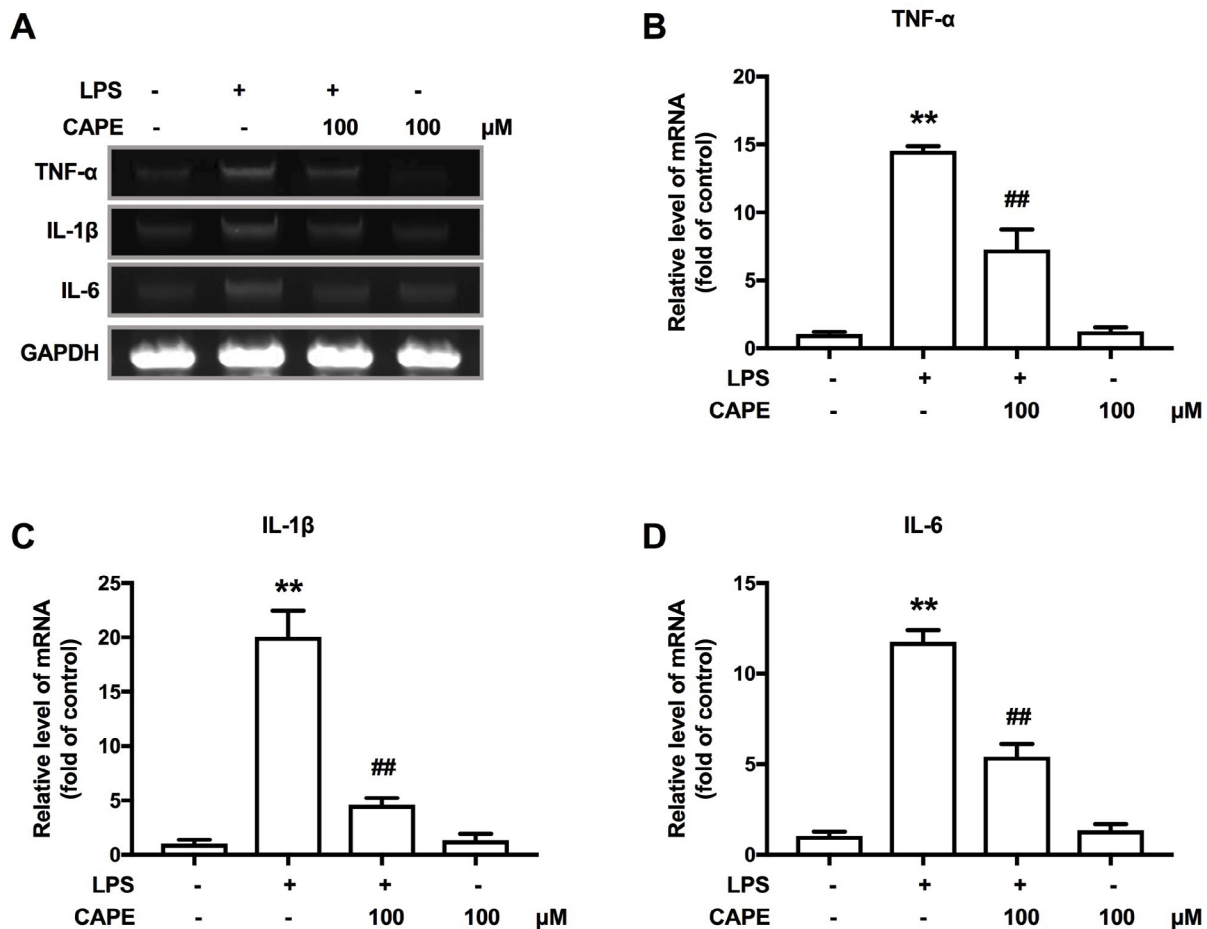 A
LPS - + + -
CAPE - - 100 100 μM
TNF-α
IL-1β
IL-6
GAPDH
B
TNF-α
Relative level of mRNA
(fold of control)
20
15
10
5
0
**
##
LPS - + + -
CAPE - - 100 100 μM
C
IL-1β
Relative level of mRNA
(fold of control)
25
20
15
10
5
0
**
##
LPS - + + -
CAPE - - 100 100 μM
D
IL-6
Relative level of mRNA
(fold of control)
15
10
5
0
**
##
LPS - + + -
CAPE - - 100 100 μM